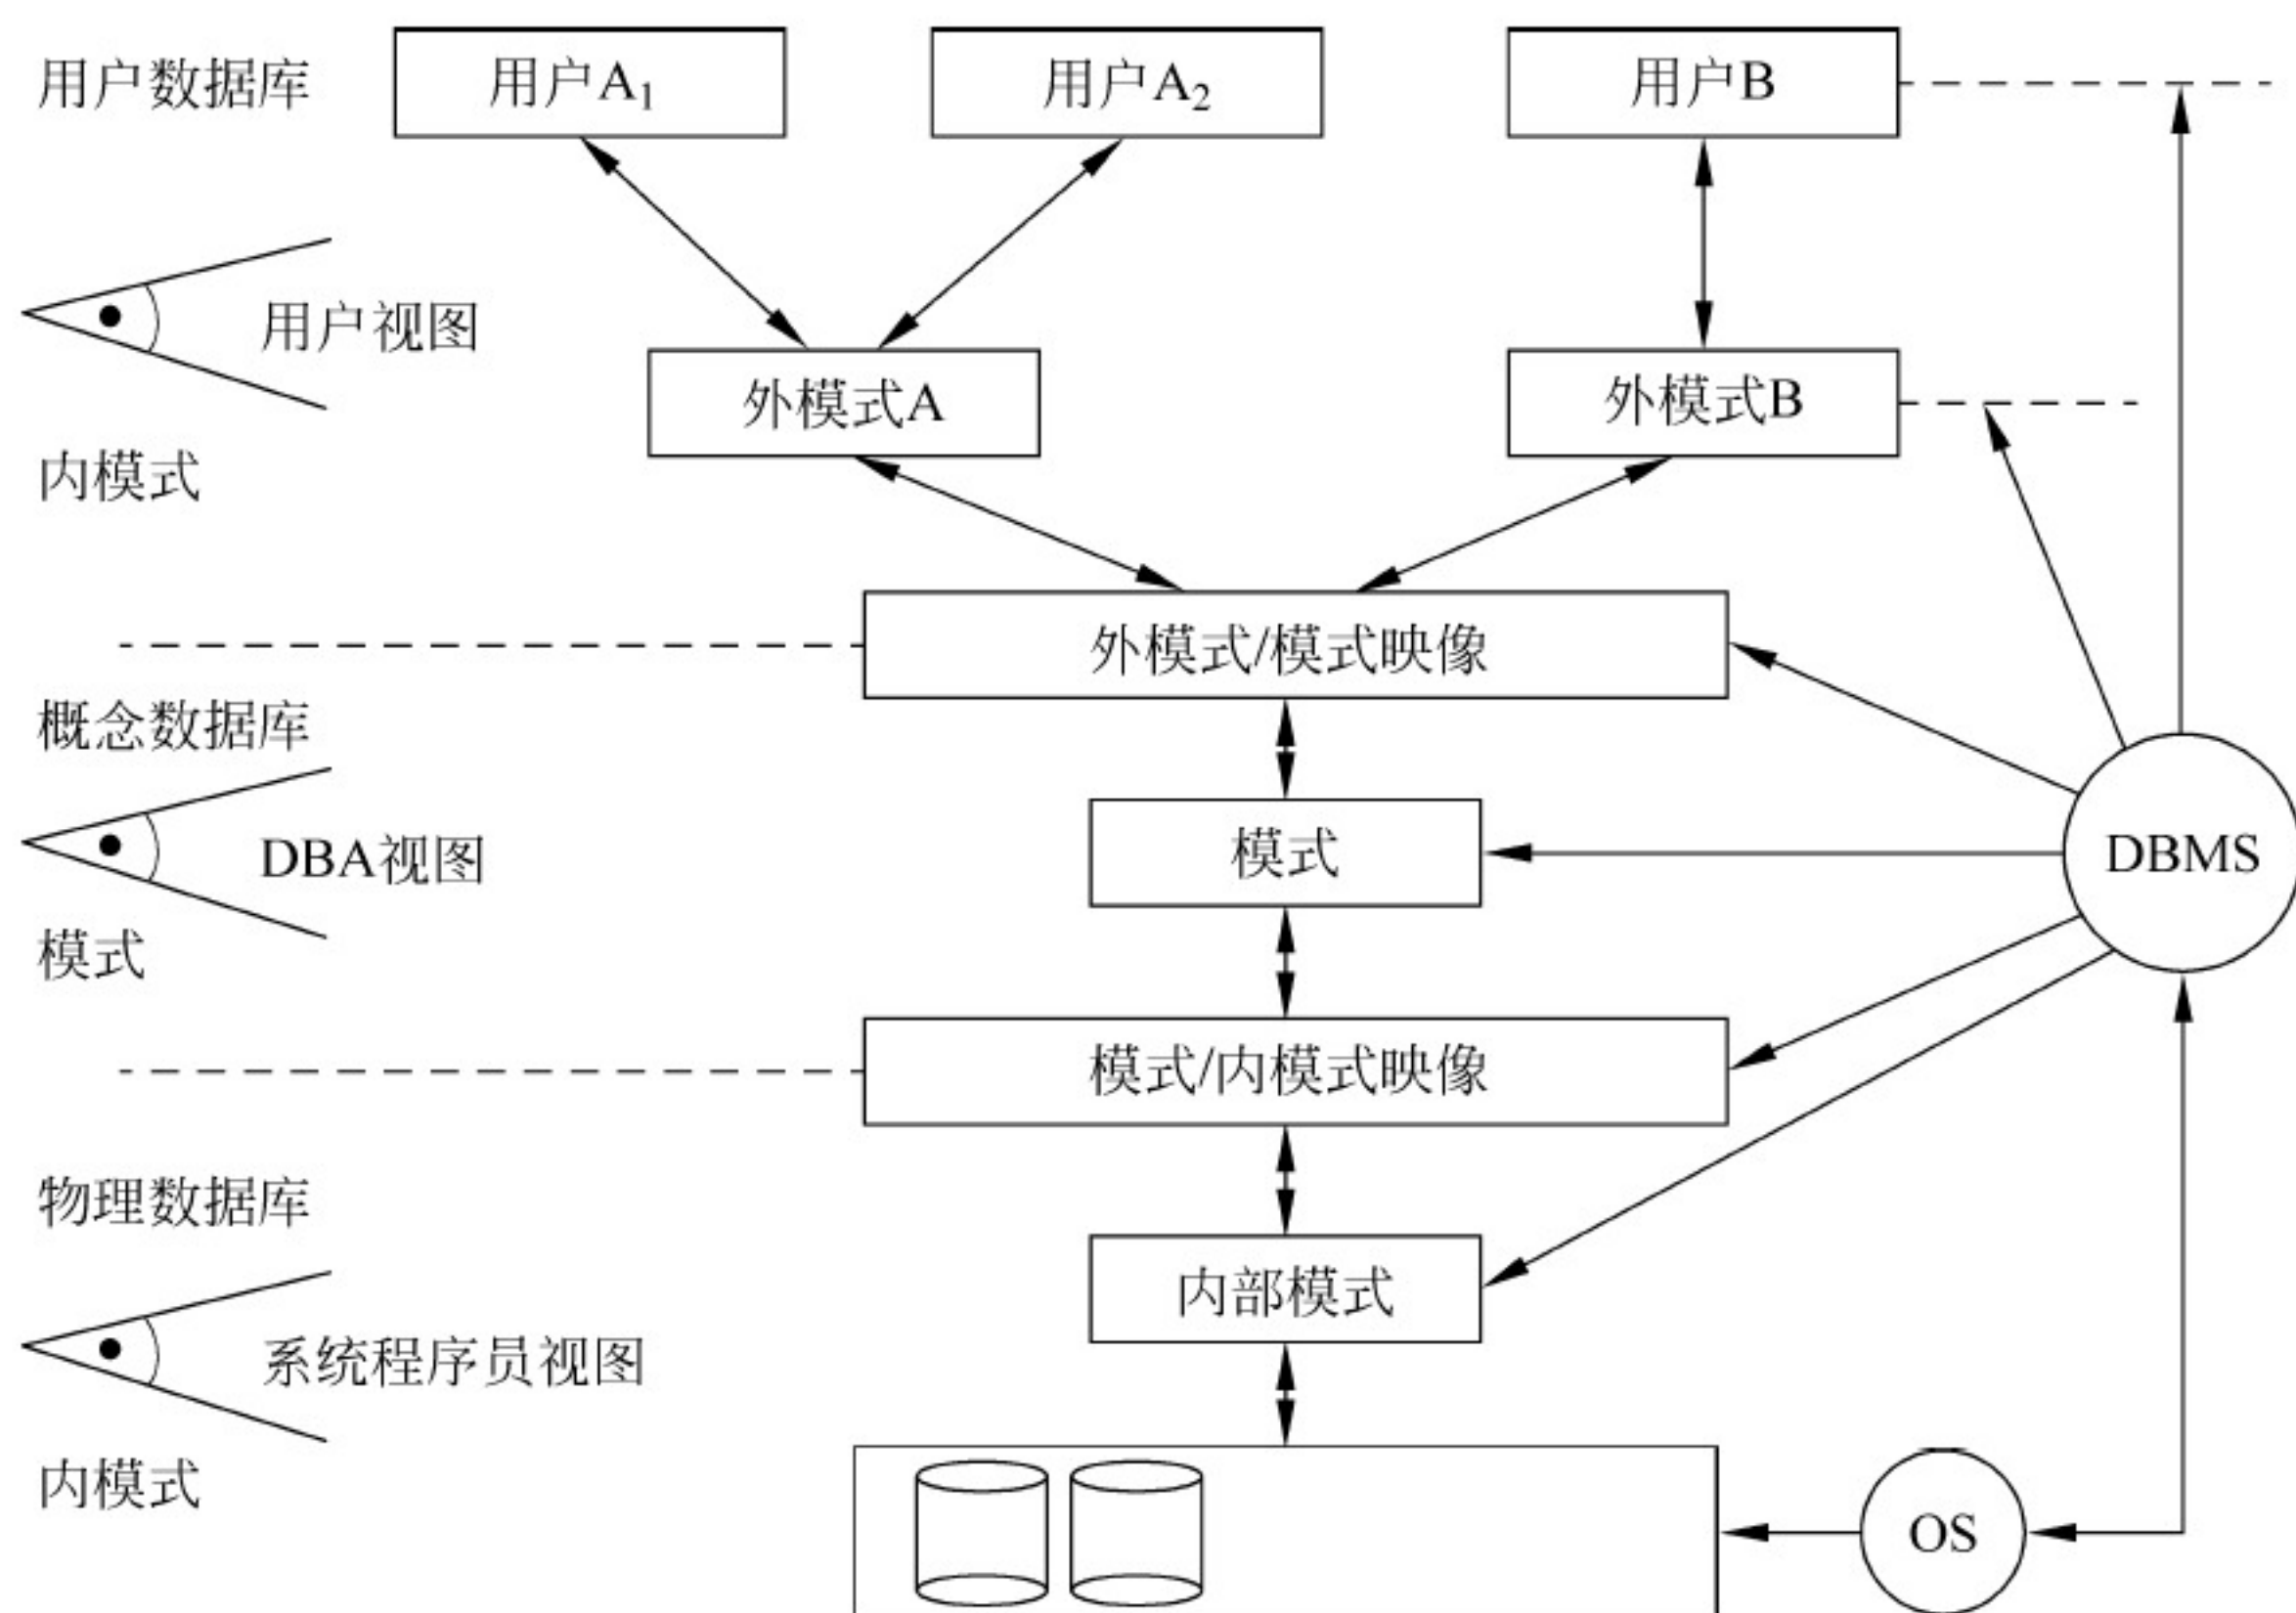 用户数据库
用户A₁
用户A₂
用户B
用户视图
外模式A
外模式B
内模式
外模式/模式映像
概念数据库
模式
DBMS
DBA视图
模式
模式/内模式映像
物理数据库
内部模式
系统程序员视图
内模式
OS